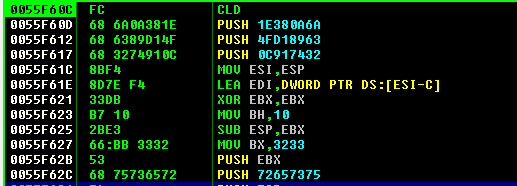 0055F60C FC CLD
0055F60D 68 6A0A381E PUSH 1E380A6A
0055F612 68 6389D14F PUSH 4FD18963
0055F617 68 3274910C PUSH 0C917432
0055F61C 8BF4 MOV ESI,ESP
0055F61E 8D7E F4 LEA EDI,DWORD PTR DS:[ESI-C]
0055F621 33DB XOR EBX,EBX
0055F623 B7 10 MOV BH,10
0055F625 2BE3 SUB ESP,EBX
0055F627 66:BB 3332 MOV BX,3233
0055F62B 53 PUSH EBX
0055F62C 68 75736572 PUSH 72657375